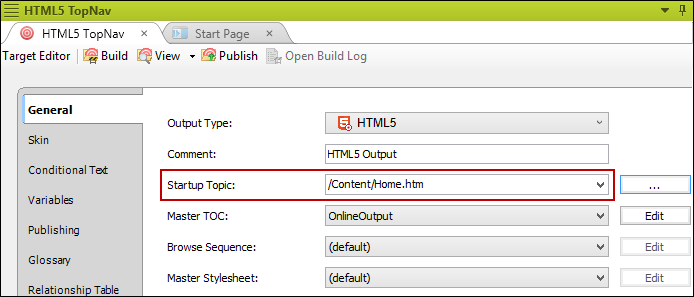 HTML5 TopNav
HTML5 TopNav Start Page
Target Editor Build View Publish Open Build Log
General
Skin
Conditional Text
Variables
Publishing
Glossary
Relationship Table
Output Type: HTML5
Comment: HTML5 Output
Startup Topic: /Content/Home.htm ...
Master TOC: OnlineOutput Edit
Browse Sequence: (default) Edit
Master Stylesheet: (default) Edit